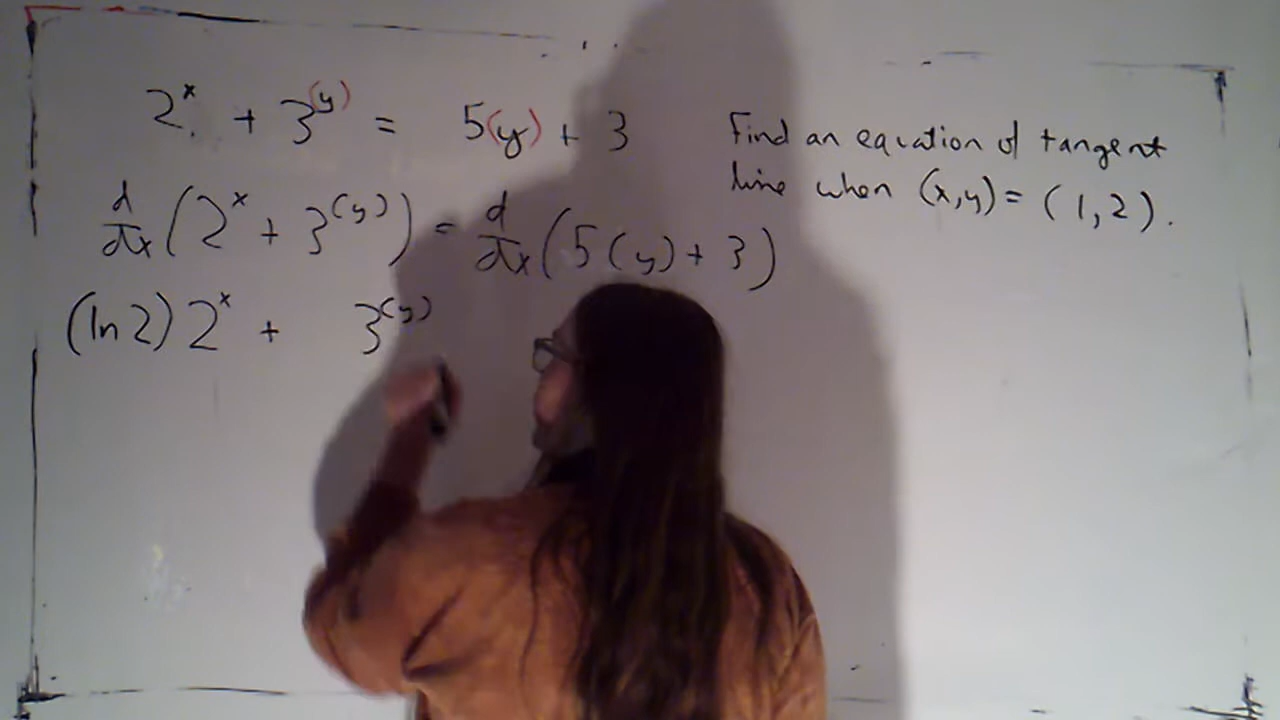 2^x + 3^(y) = 5(y) + 3
Find an equation of tangent
line when (x,y) = (1,2).
d/dx (2^x + 3^(y)) = d/dx (5(y) + 3)
(ln 2) 2^x + 3^(y)